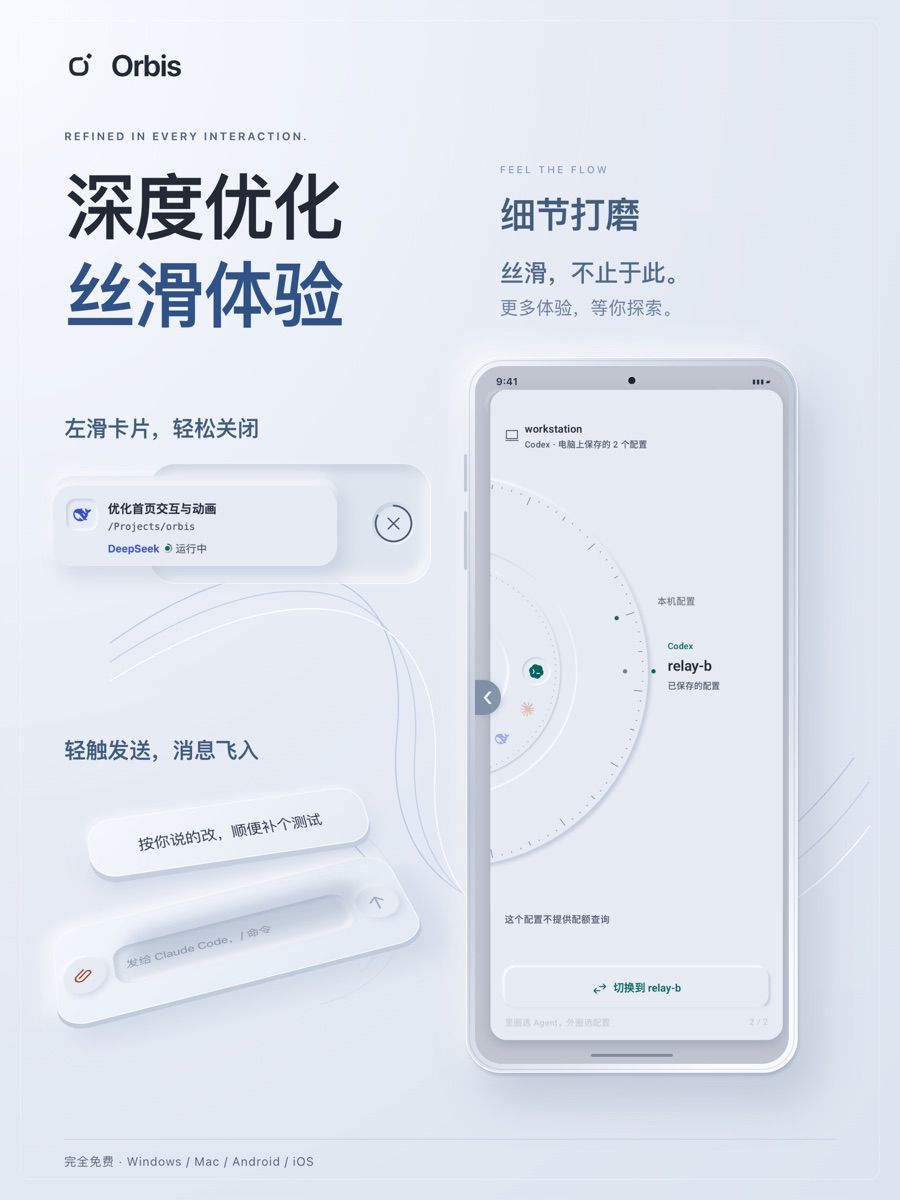 Orbis
REFINED IN EVERY INTERACTION.
深度优化
丝滑体验
FEEL THE FLOW
细节打磨
丝滑，不止于此。
更多体验，等你探索。
左滑卡片，轻松关闭
优化首页交互与动画
/Projects/orbis
DeepSeek 运行中
轻触发送，消息飞入
按你说的改，顺便补个测试
发给 Claude Code，/ 命令
9:41
workstation
Codex · 电脑上保存的 2 个配置
本机配置
Codex
relay-b
已保存的配置
这个配置不提供配额查询
切换到 relay-b
里圈选 Agent，外圈选配置
2 / 2
完全免费 · Windows / Mac / Android / iOS